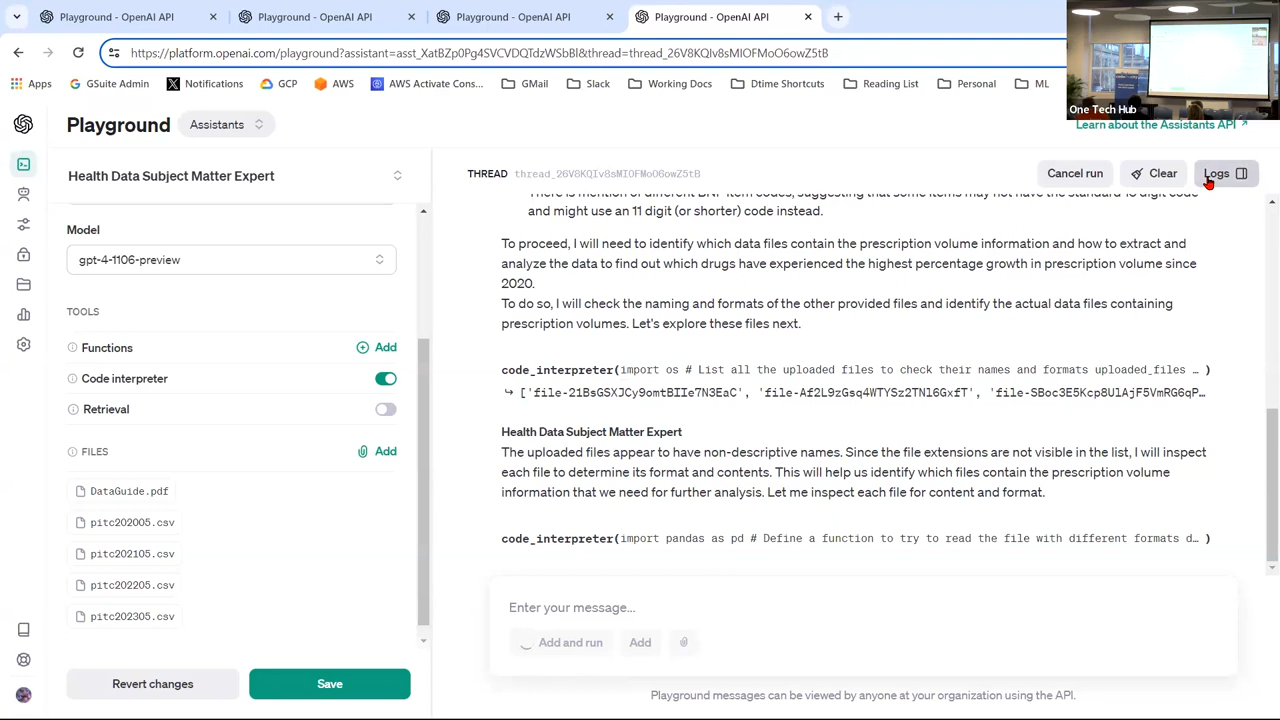 Playground - OpenAI API
Playground - OpenAI API
Playground - OpenAI API
Playground - OpenAI API
https://platform.openai.com/playground?assistant=
Apps
GSuite Admin
Notifications
GCP
AWS
AWS Activate Cons...
GMail
Slack
Working Docs
Dtime Shortcuts
Reading List
Personal
ML
One Tech Hub
Playground
Assistants
Learn about the Assistants API
Health Data Subject Matter Expert
THREAD thread_26V8KQIv8sMIOFMoO6owZ5tB
Cancel run
Clear
Logs
and might use an 11 digit (or shorter) code instead.
To proceed, I will need to identify which data files contain the prescription volume information and how to extract and
analyze the data to find out which drugs have experienced the highest percentage growth in prescription volume since
2020.
To do so, I will check the naming and formats of the other provided files and identify the actual data files containing
prescription volumes. Let's explore these files next.
code_interpreter(import os # List all the uploaded files to check their names and formats uploaded_files … )
['file-21BsGSXJCy9omtBIIe7N3EaC', 'file-Af2L9zGsq4WTYSz2TNl6GxfT', 'file-SBoc3E5Kcp8UlAjF5VmRG6qP…
Health Data Subject Matter Expert
The uploaded files appear to have non-descriptive names. Since the file extensions are not visible in the list, I will inspect
each file to determine its format and contents. This will help us identify which files contain the prescription volume
information that we need for further analysis. Let me inspect each file for content and format.
code_interpreter(import pandas as pd # Define a function to try to read the file with different formats d… )
Model
gpt-4-1106-preview
TOOLS
Functions
Add
Code interpreter
Retrieval
FILES
Add
DataGuide.pdf
pitc202005.csv
pitc202105.csv
pitc202205.csv
pitc202305.csv
Revert changes
Save
Enter your message...
Add and run
Add
Playground messages can be viewed by anyone at your organization using the API.